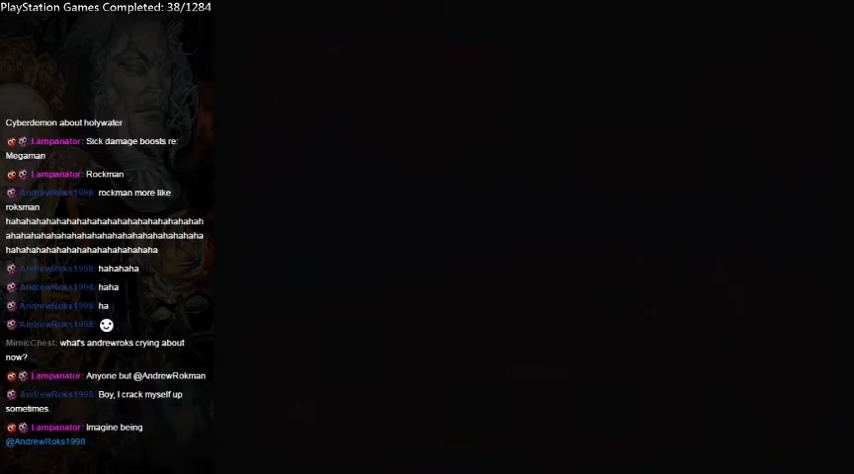 PlayStation Games Completed: 38/1284
Cyberdemon about holywater
Lampanator: Sick damage boosts re:
Megaman
Lampanator: Rockman
AndrewRoks1998: rockman more like
roksman
hahahahahahahahahahahahahahahahahahah
ahahahahahahahahahahahahahahahahahaha
hahahahahahahahahahahahahaha
AndrewRoks1998: hahahaha
AndrewRoks1998: haha
AndrewRoks1998: ha
AndrewRoks1998:
MimicChest: what's andrewroks crying about
now?
Lampanator: Anyone but @AndrewRokman
AndrewRoks1998: Boy, I crack myself up
sometimes.
Lampanator: Imagine being
@AndrewRoks1998